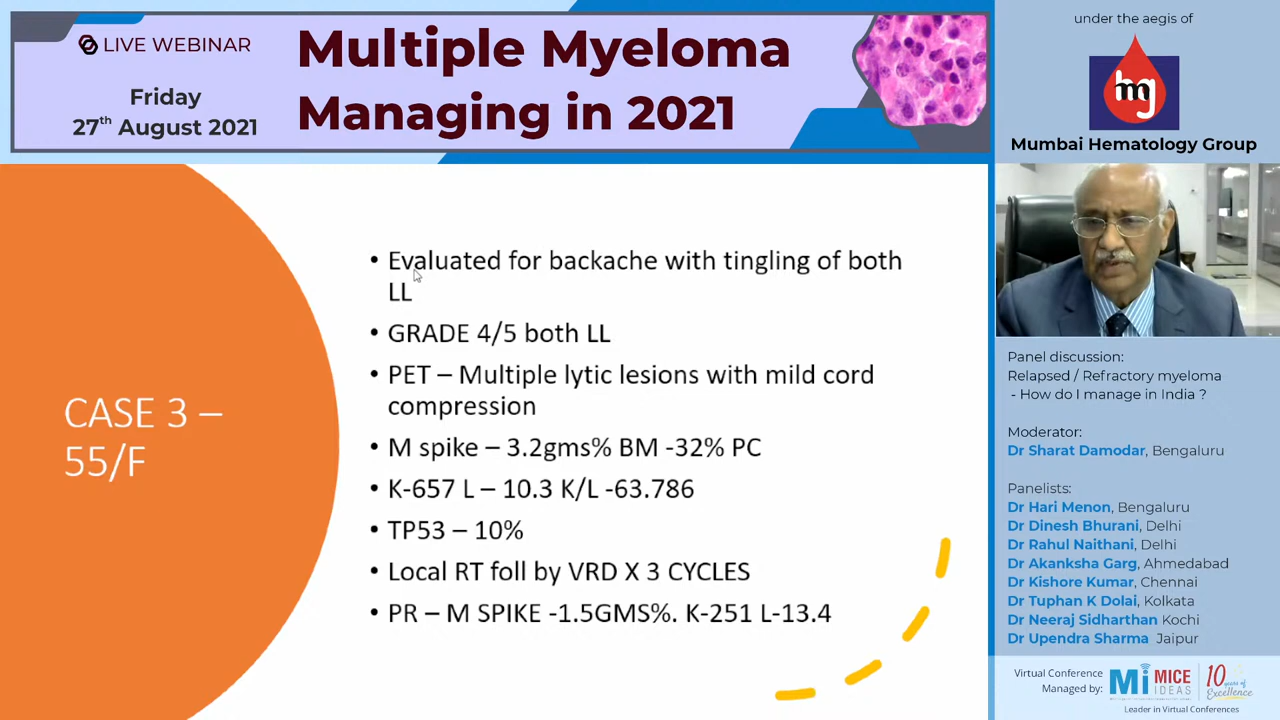 LIVE WEBINAR
Friday
27th August 2021
Multiple Myeloma
Managing in 2021
under the aegis of
hmg
Mumbai Hematology Group
CASE 3 –
55/F
• Evaluated for backache with tingling of both
LL
• GRADE 4/5 both LL
• PET – Multiple lytic lesions with mild cord
compression
• M spike – 3.2gms% BM -32% PC
• K-657 L – 10.3 K/L -63.786
• TP53 – 10%
• Local RT foll by VRD X 3 CYCLES
• PR – M SPIKE -1.5GMS%. K-251 L-13.4
Panel discussion:
Relapsed / Refractory myeloma
- How do I manage in India ?
Moderator:
Dr Sharat Damodar, Bengaluru
Panelists:
Dr Hari Menon, Bengaluru
Dr Dinesh Bhurani, Delhi
Dr Rahul Naithani, Delhi
Dr Akanksha Garg, Ahmedabad
Dr Kishore Kumar, Chennai
Dr Tuphan K Dolai, Kolkata
Dr Neeraj Sidharthan Kochi
Dr Upendra Sharma Jaipur
Virtual Conference
Managed by:
Mi MICE
IDEAS
10 years of
Excellence
Leader in Virtual Conferences